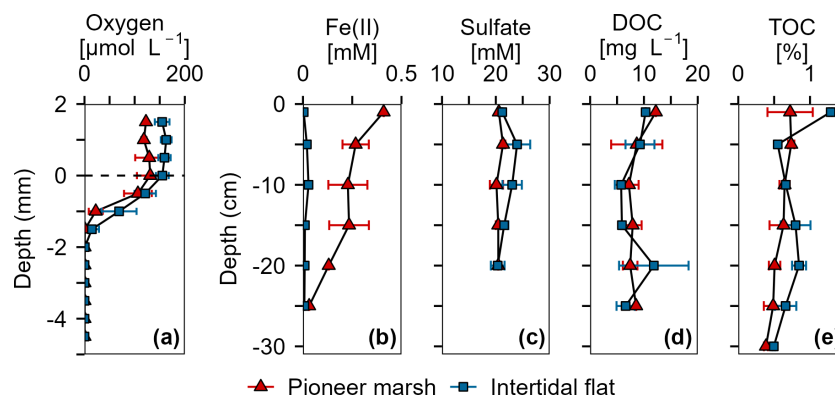 Oxygen
[µmol L⁻¹]
0 200
2
0
-2
-4
Depth (mm)
(a)
Fe(II)
[mM]
0 0.5
0
-10
-20
-30
Depth (cm)
(b)
Sulfate
[mM]
10 20 30
(c)
DOC
[mg L⁻¹]
0 10 20
(d)
TOC
[%]
0 1
(e)
Pioneer marsh Intertidal flat